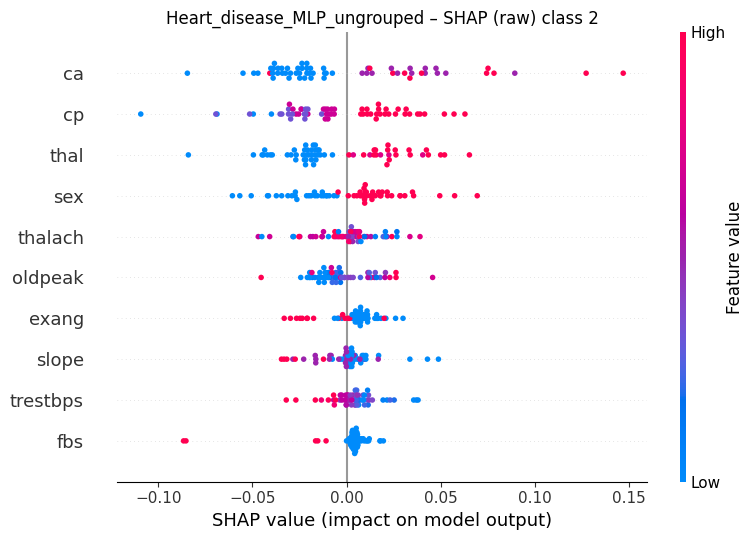 Heart_disease_MLP_ungrouped – SHAP (raw) class 2
High
ca
cp
thal
sex
thalach
oldpeak
exang
slope
trestbps
fbs
Feature value
Low
−0.10 −0.05 0.00 0.05 0.10 0.15
SHAP value (impact on model output)